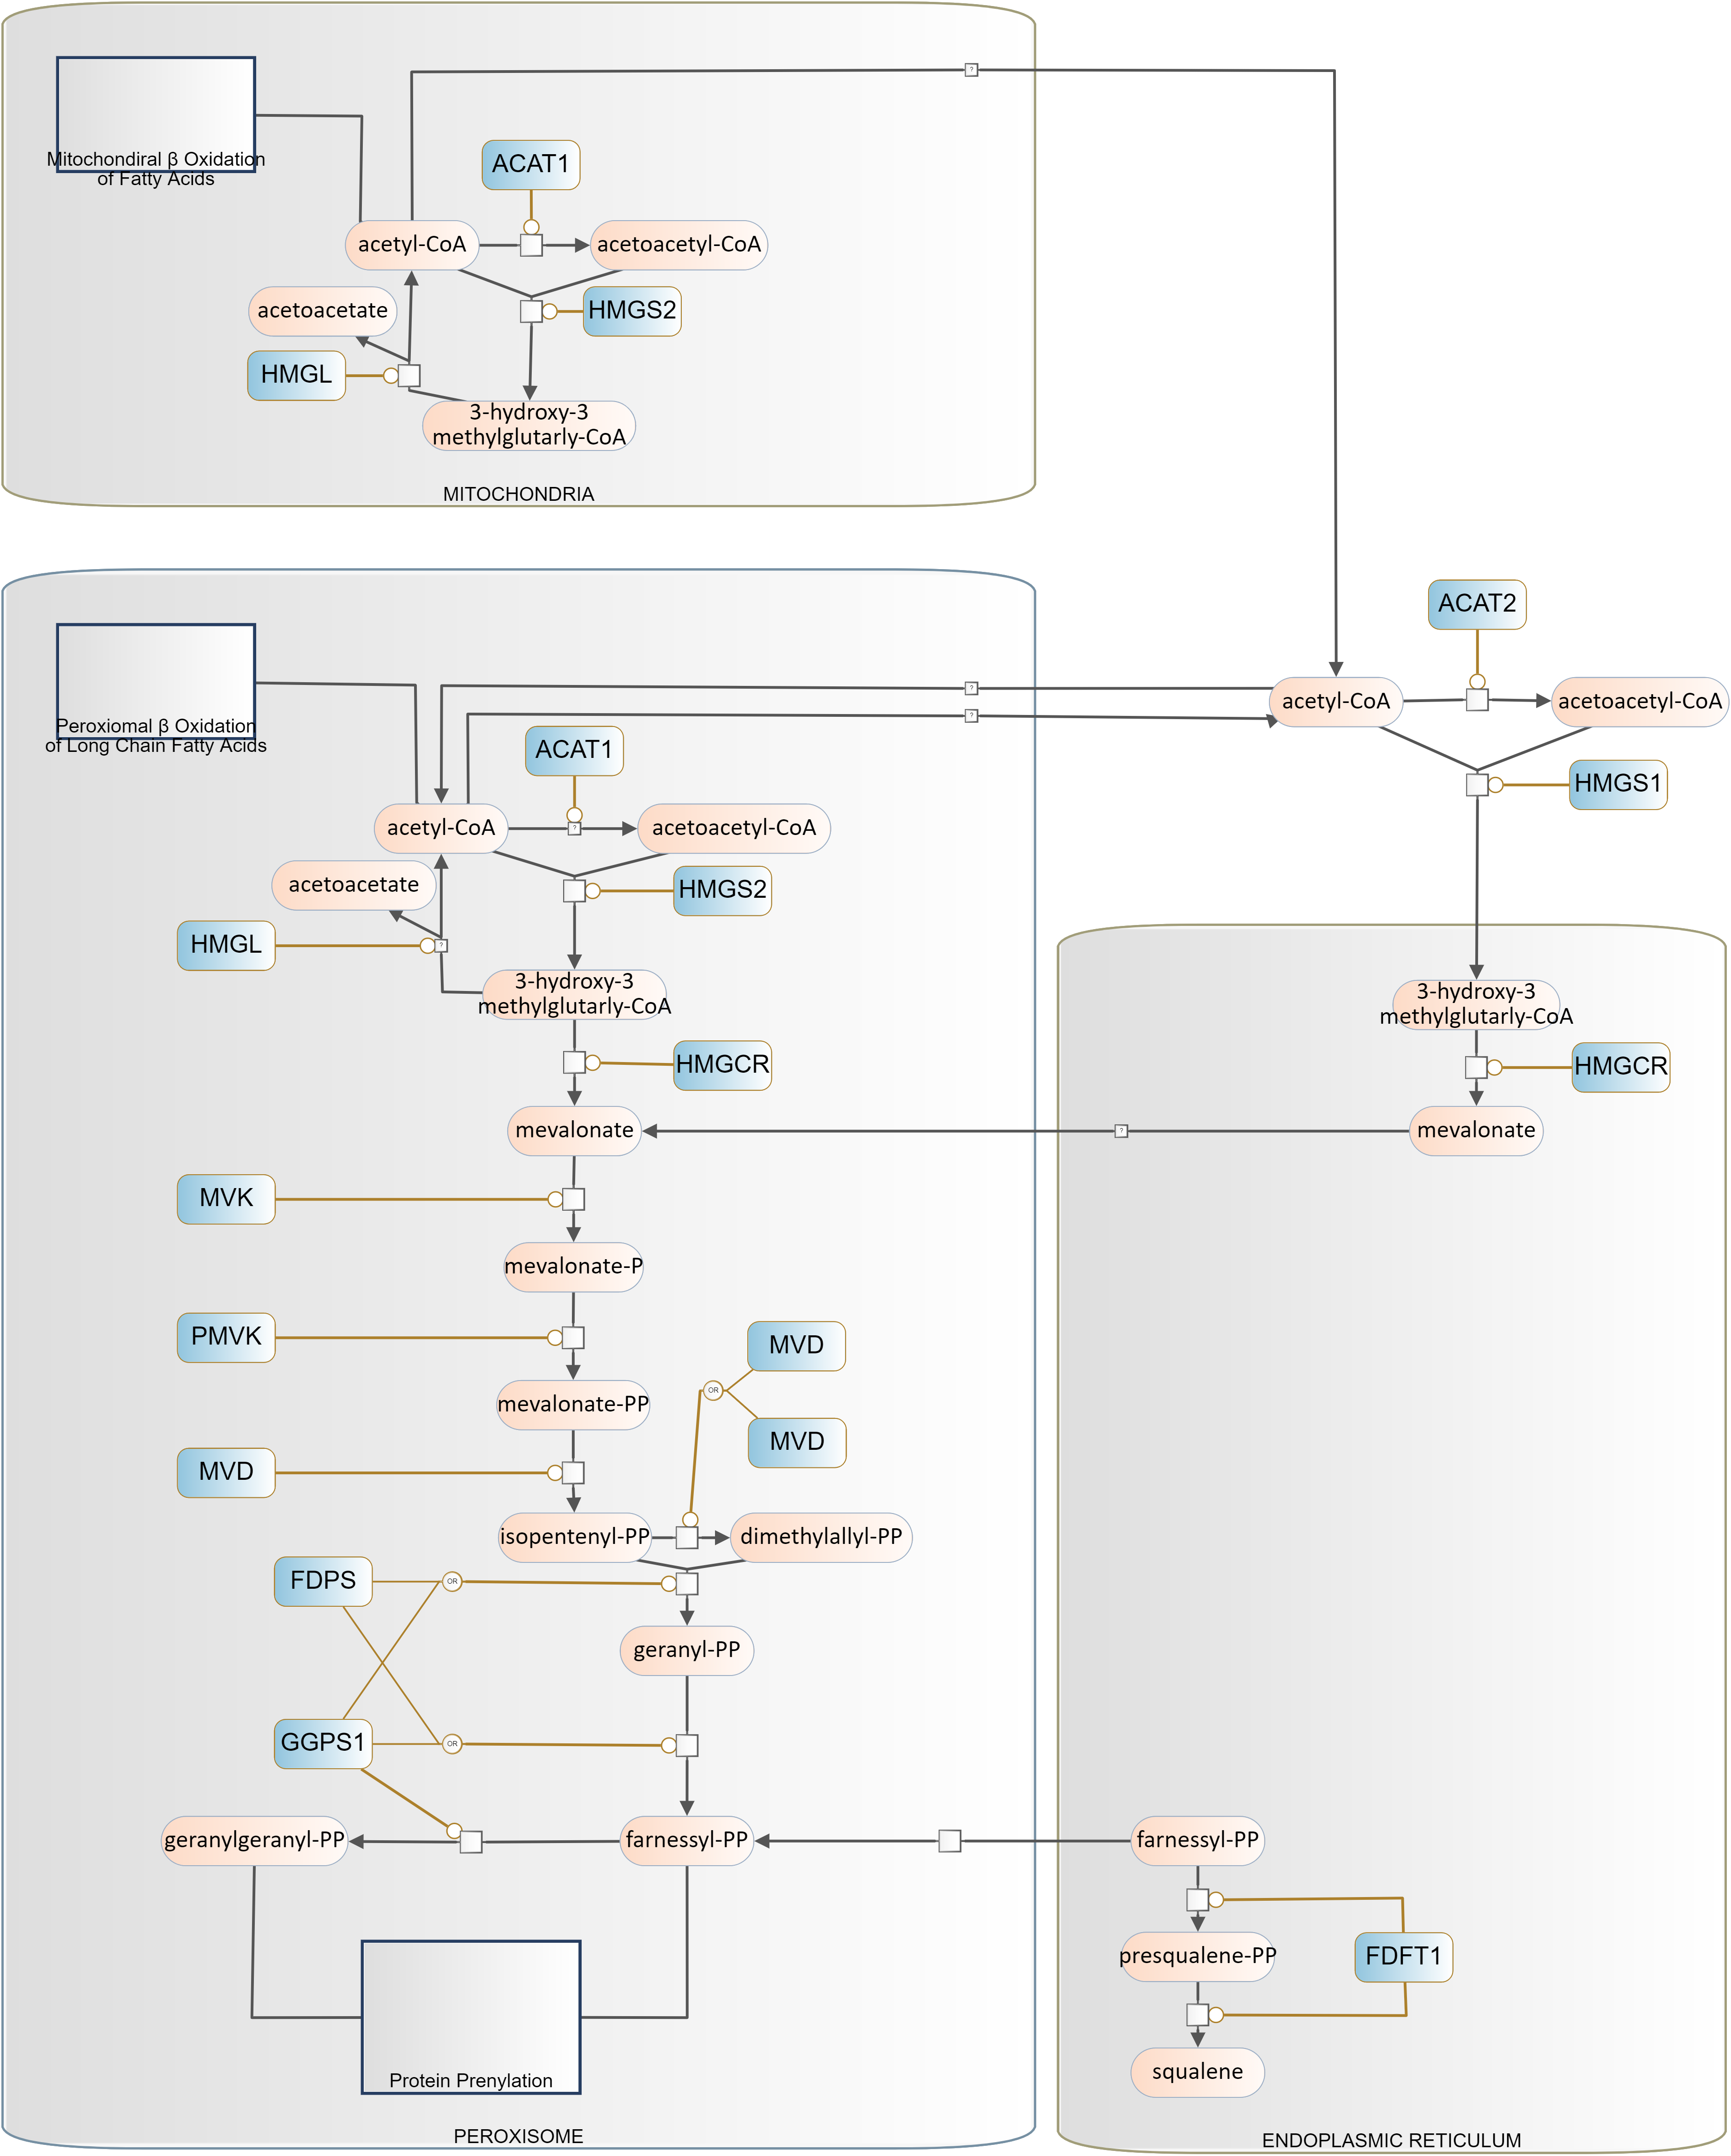 ?
Mitochondiral β Oxidation
of Fatty Acids
ACAT1
acetyl-CoA
acetoacetyl-CoA
acetoacetate
HMGS2
HMGL
3-hydroxy-3
methylglutarly-CoA
MITOCHONDRIA
Peroxiomal β Oxidation
of Long Chain Fatty Acids
ACAT2
?
acetyl-CoA
acetoacetyl-CoA
?
ACAT1
HMGS1
acetyl-CoA
?
acetoacetyl-CoA
acetoacetate
HMGS2
HMGL
?
3-hydroxy-3
methylglutarly-CoA
3-hydroxy-3
methylglutarly-CoA
HMGCR
HMGCR
mevalonate
?
mevalonate
MVK
mevalonate-P
PMVK
MVD
OR
mevalonate-PP
MVD
MVD
isopentenyl-PP
dimethylallyl-PP
FDPS
OR
geranyl-PP
GGPS1
OR
geranylgeranyl-PP
farnessyl-PP
farnessyl-PP
presqualene-PP
FDFT1
squalene
Protein Prenylation
PEROXISOME
ENDOPLASMIC RETICULUM